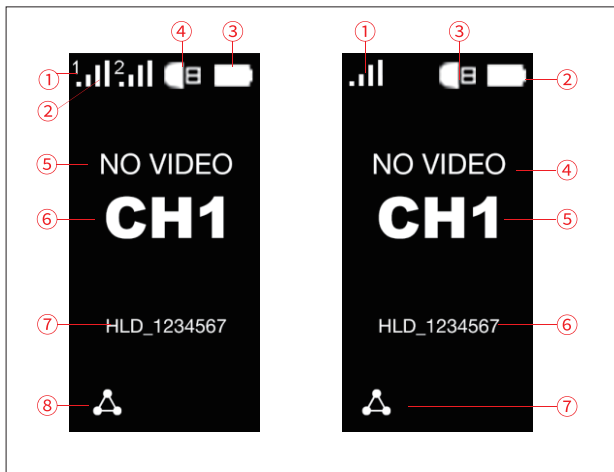 ④ ③ ① ③
① 1 2
② ②
⑤ NO VIDEO NO VIDEO ④
⑥ CH1 CH1 ⑤
⑦ HLD_1234567 HLD_1234567 ⑥
⑧ ⑦